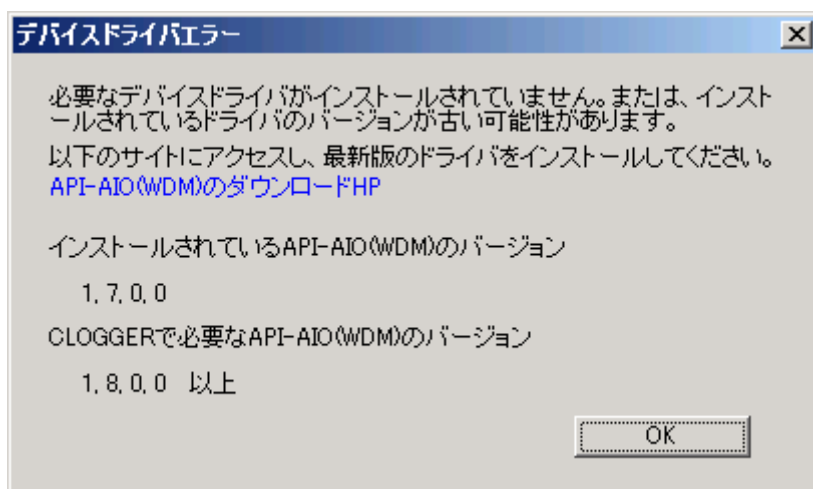 デバイスドライバエラー
必要なデバイスドライバがインストールされていません。または、インスト
ールされているドライバのバージョンが古い可能性があります。
以下のサイトにアクセスし、最新版のドライバをインストールしてください。
API-AIO(WDM)のダウンロードHP
インストールされているAPI-AIO(WDM)のバージョン
1, 7, 0, 0
CLOGGERで必要なAPI-AIO(WDM)のバージョン
1, 8, 0, 0 以上
OK